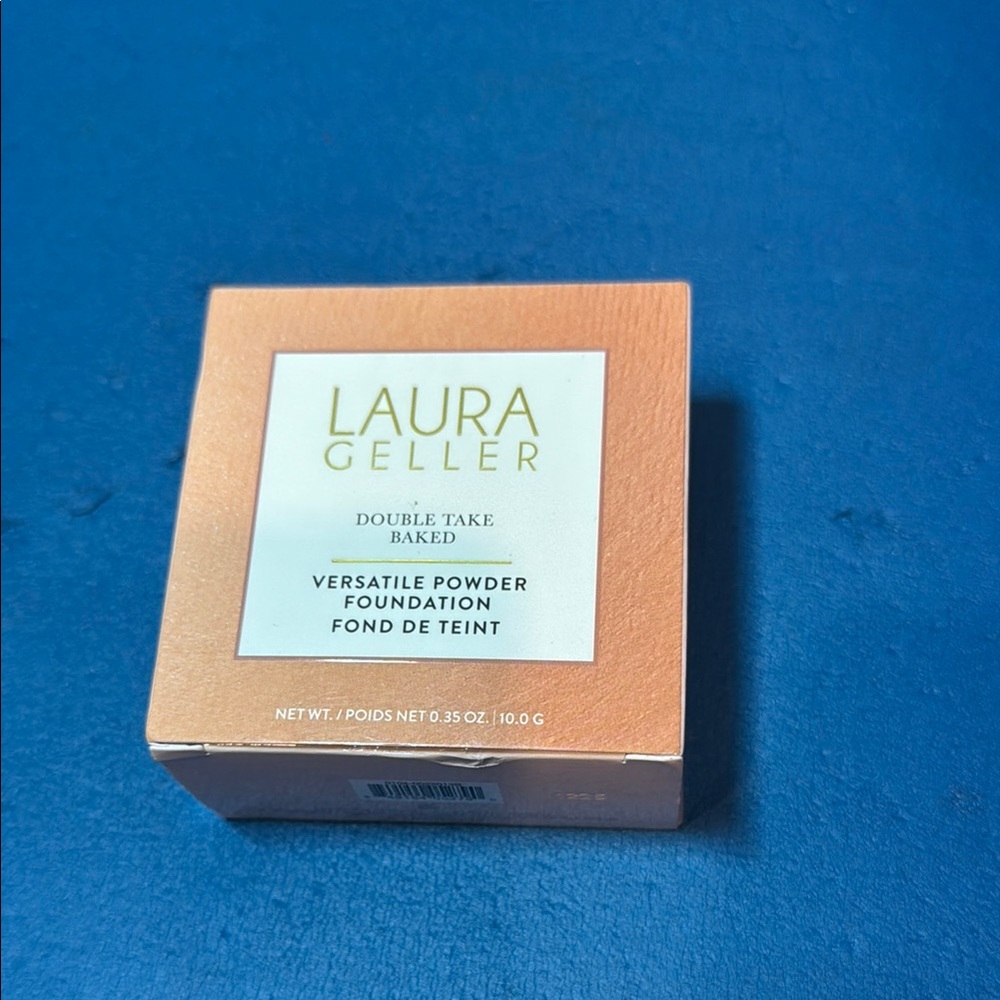 LAURA
GELLER
DOUBLE TAKE
BAKED
VERSATILE POWDER
FOUNDATION
FOND DE TEINT
NET WT. / POIDS NET 0.35 OZ. | 10.0 G